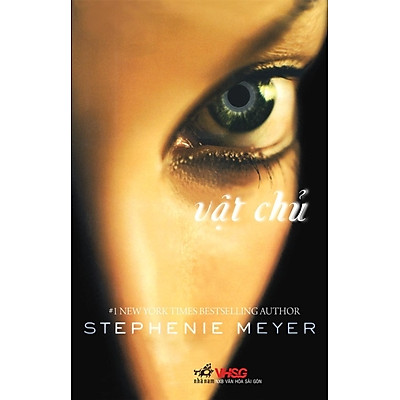 vật chủ
#1 NEW YORK TIMES BESTSELLING AUTHOR
STEPHENIE MEYER
nhã nam
VHSG
NXB VĂN HÓA SÀI GÒN